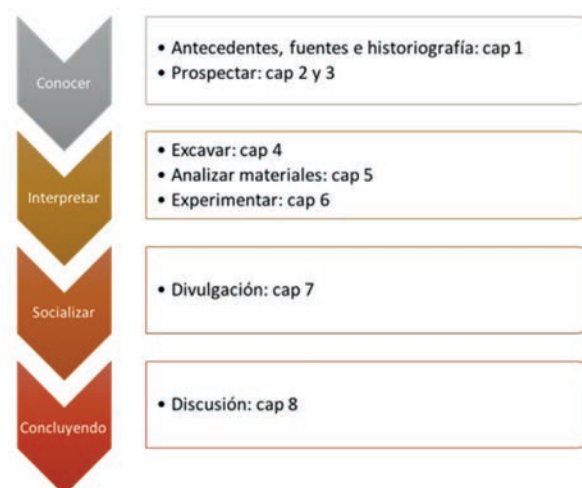 Conocer
• Antecedentes, fuentes e historiografía: cap 1
• Prospectar: cap 2 y 3
Interpretar
• Excavar: cap 4
• Analizar materiales: cap 5
• Experimentar: cap 6
Socializar
• Divulgación: cap 7
Concluyendo
• Discusión: cap 8